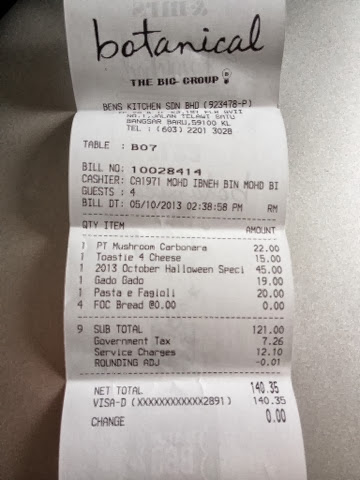 botanical
THE BIG GROUP
BENS KITCHEN SDN BHD (923478-P)
NO.1,JALAN TELAWI SATU
BANGSAR BARU,59100 KL
TEL : (603) 2201 3028
TABLE : B07
BILL NO: 10028414
CASHIER: CA1971 MOHD IBNEH BIN MOHD BI
GUESTS : 4
BILL DT: 05/10/2013 02:38:58 PM RM
QTY ITEM AMOUNT
1 PT Mushroom Carbonara 22.00
1 Toastie 4 Cheese 15.00
1 2013 October Halloween Speci 45.00
1 Gado Gado 19.00
1 Pasta e Fagioli 20.00
4 FOC Bread @0.00 0.00
9 SUB TOTAL 121.00
Government Tax 7.26
Service Charges 12.10
ROUNDING ADJ -0.01
NET TOTAL 140.35
VISA-D (XXXXXXXXXXXX2891) 140.35
CHANGE 0.00